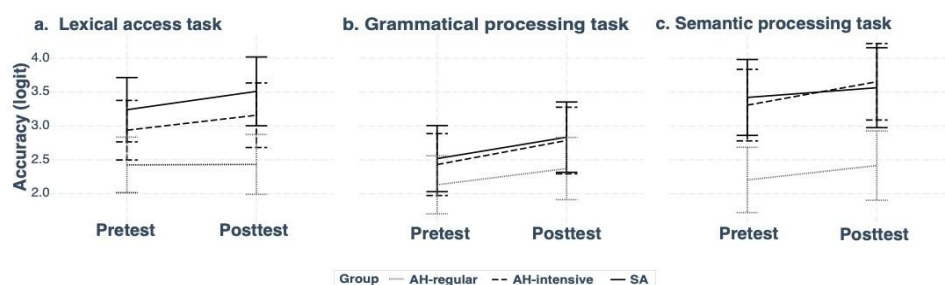 a. Lexical access task
b. Grammatical processing task
c. Semantic processing task
Accuracy (logit)
4.0
3.5
3.0
2.5
2.0
Pretest Posttest
Pretest Posttest
Pretest Posttest
Group AH-regular AH-intensive SA